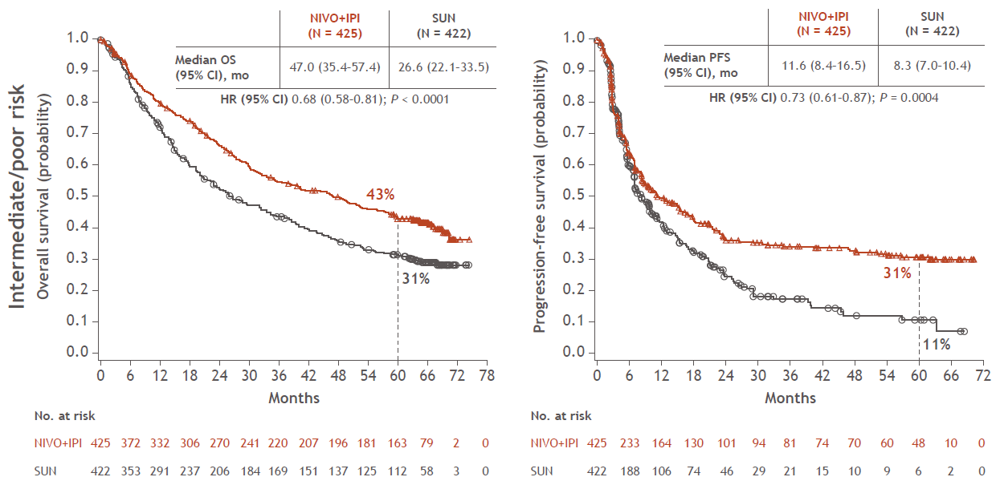 Intermediate/poor risk
Overall survival (probability)
NIVO+IPI (N = 425)
SUN (N = 422)
Median OS (95% CI), mo
47.0 (35.4-57.4)
26.6 (22.1-33.5)
HR (95% CI) 0.68 (0.58-0.81); P < 0.0001
1.0
0.9
0.8
0.7
0.6
0.5
0.4
0.3
0.2
0.1
0.0
43%
31%
0 6 12 18 24 30 36 42 48 54 60 66 72 78
Months
No. at risk
NIVO+IPI 425 372 332 306 270 241 220 207 196 181 163 79 2 0
SUN 422 353 291 237 206 184 169 151 137 125 112 58 3 0
Progression-free survival (probability)
NIVO+IPI (N = 425)
SUN (N = 422)
Median PFS (95% CI), mo
11.6 (8.4-16.5)
8.3 (7.0-10.4)
HR (95% CI) 0.73 (0.61-0.87); P = 0.0004
1.0
0.9
0.8
0.7
0.6
0.5
0.4
0.3
0.2
0.1
0.0
31%
11%
0 6 12 18 24 30 36 42 48 54 60 66 72
Months
No. at risk
NIVO+IPI 425 233 164 130 101 94 81 74 70 60 48 10 0
SUN 422 188 106 74 46 29 21 15 10 9 6 2 0